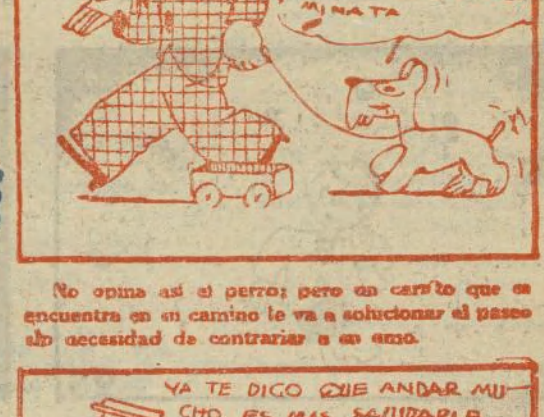 MINATA
No opina así el perro; pero un carrito que se
encuentra en su camino le va a solucionar el paseo
sin necesidad de contrariar a su amo.
YA TE DIGO QUE ANDAR MU-
CHO ES MAS SALUDABLE